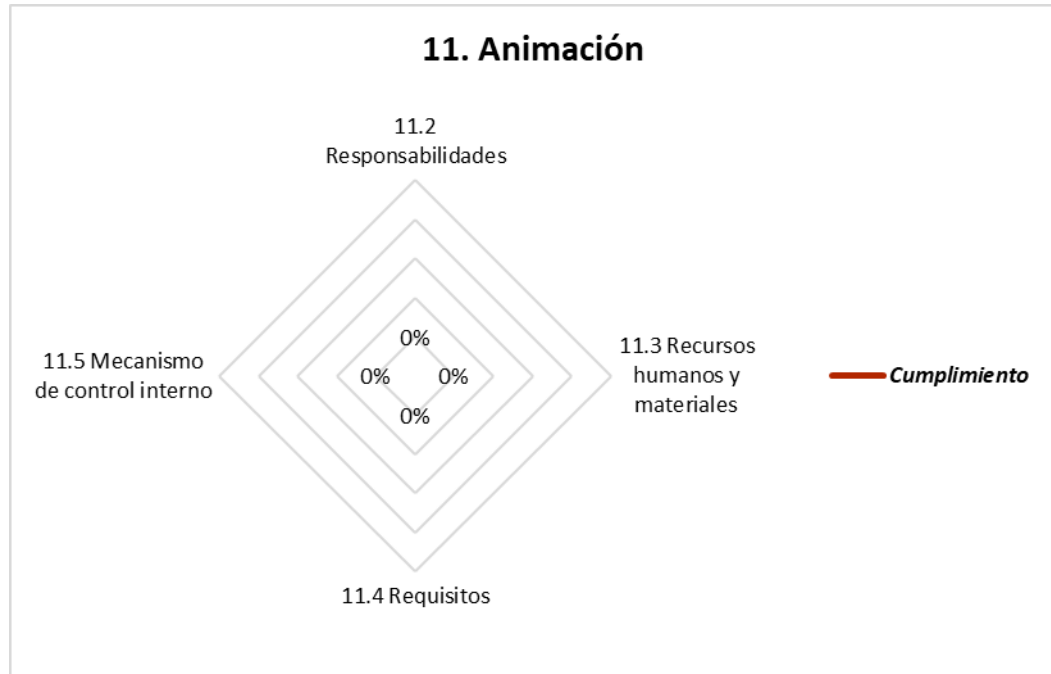 11. Animación
11.2
Responsabilidades
0%
11.5 Mecanismo
de control interno
0%
0%
11.3 Recursos
humanos y
materiales
Cumplimiento
0%
11.4 Requisitos